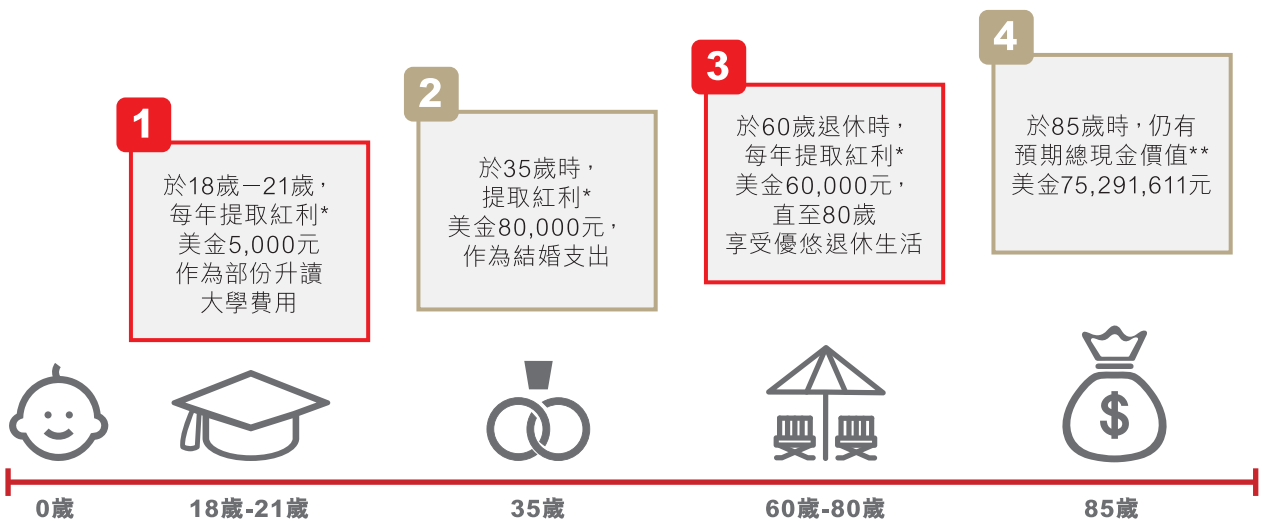 1
於18歲－21歲，
每年提取紅利*
美金5,000元
作為部份升讀
大學費用
2
於35歲時，
提取紅利*
美金80,000元，
作為結婚支出
3
於60歲退休時，
每年提取紅利*
美金60,000元，
直至80歲
享受優悠退休生活
4
於85歲時，仍有
預期總現金價值**
美金75,291,611元
$
0歲
18歲-21歲
35歲
60歲-80歲
85歲